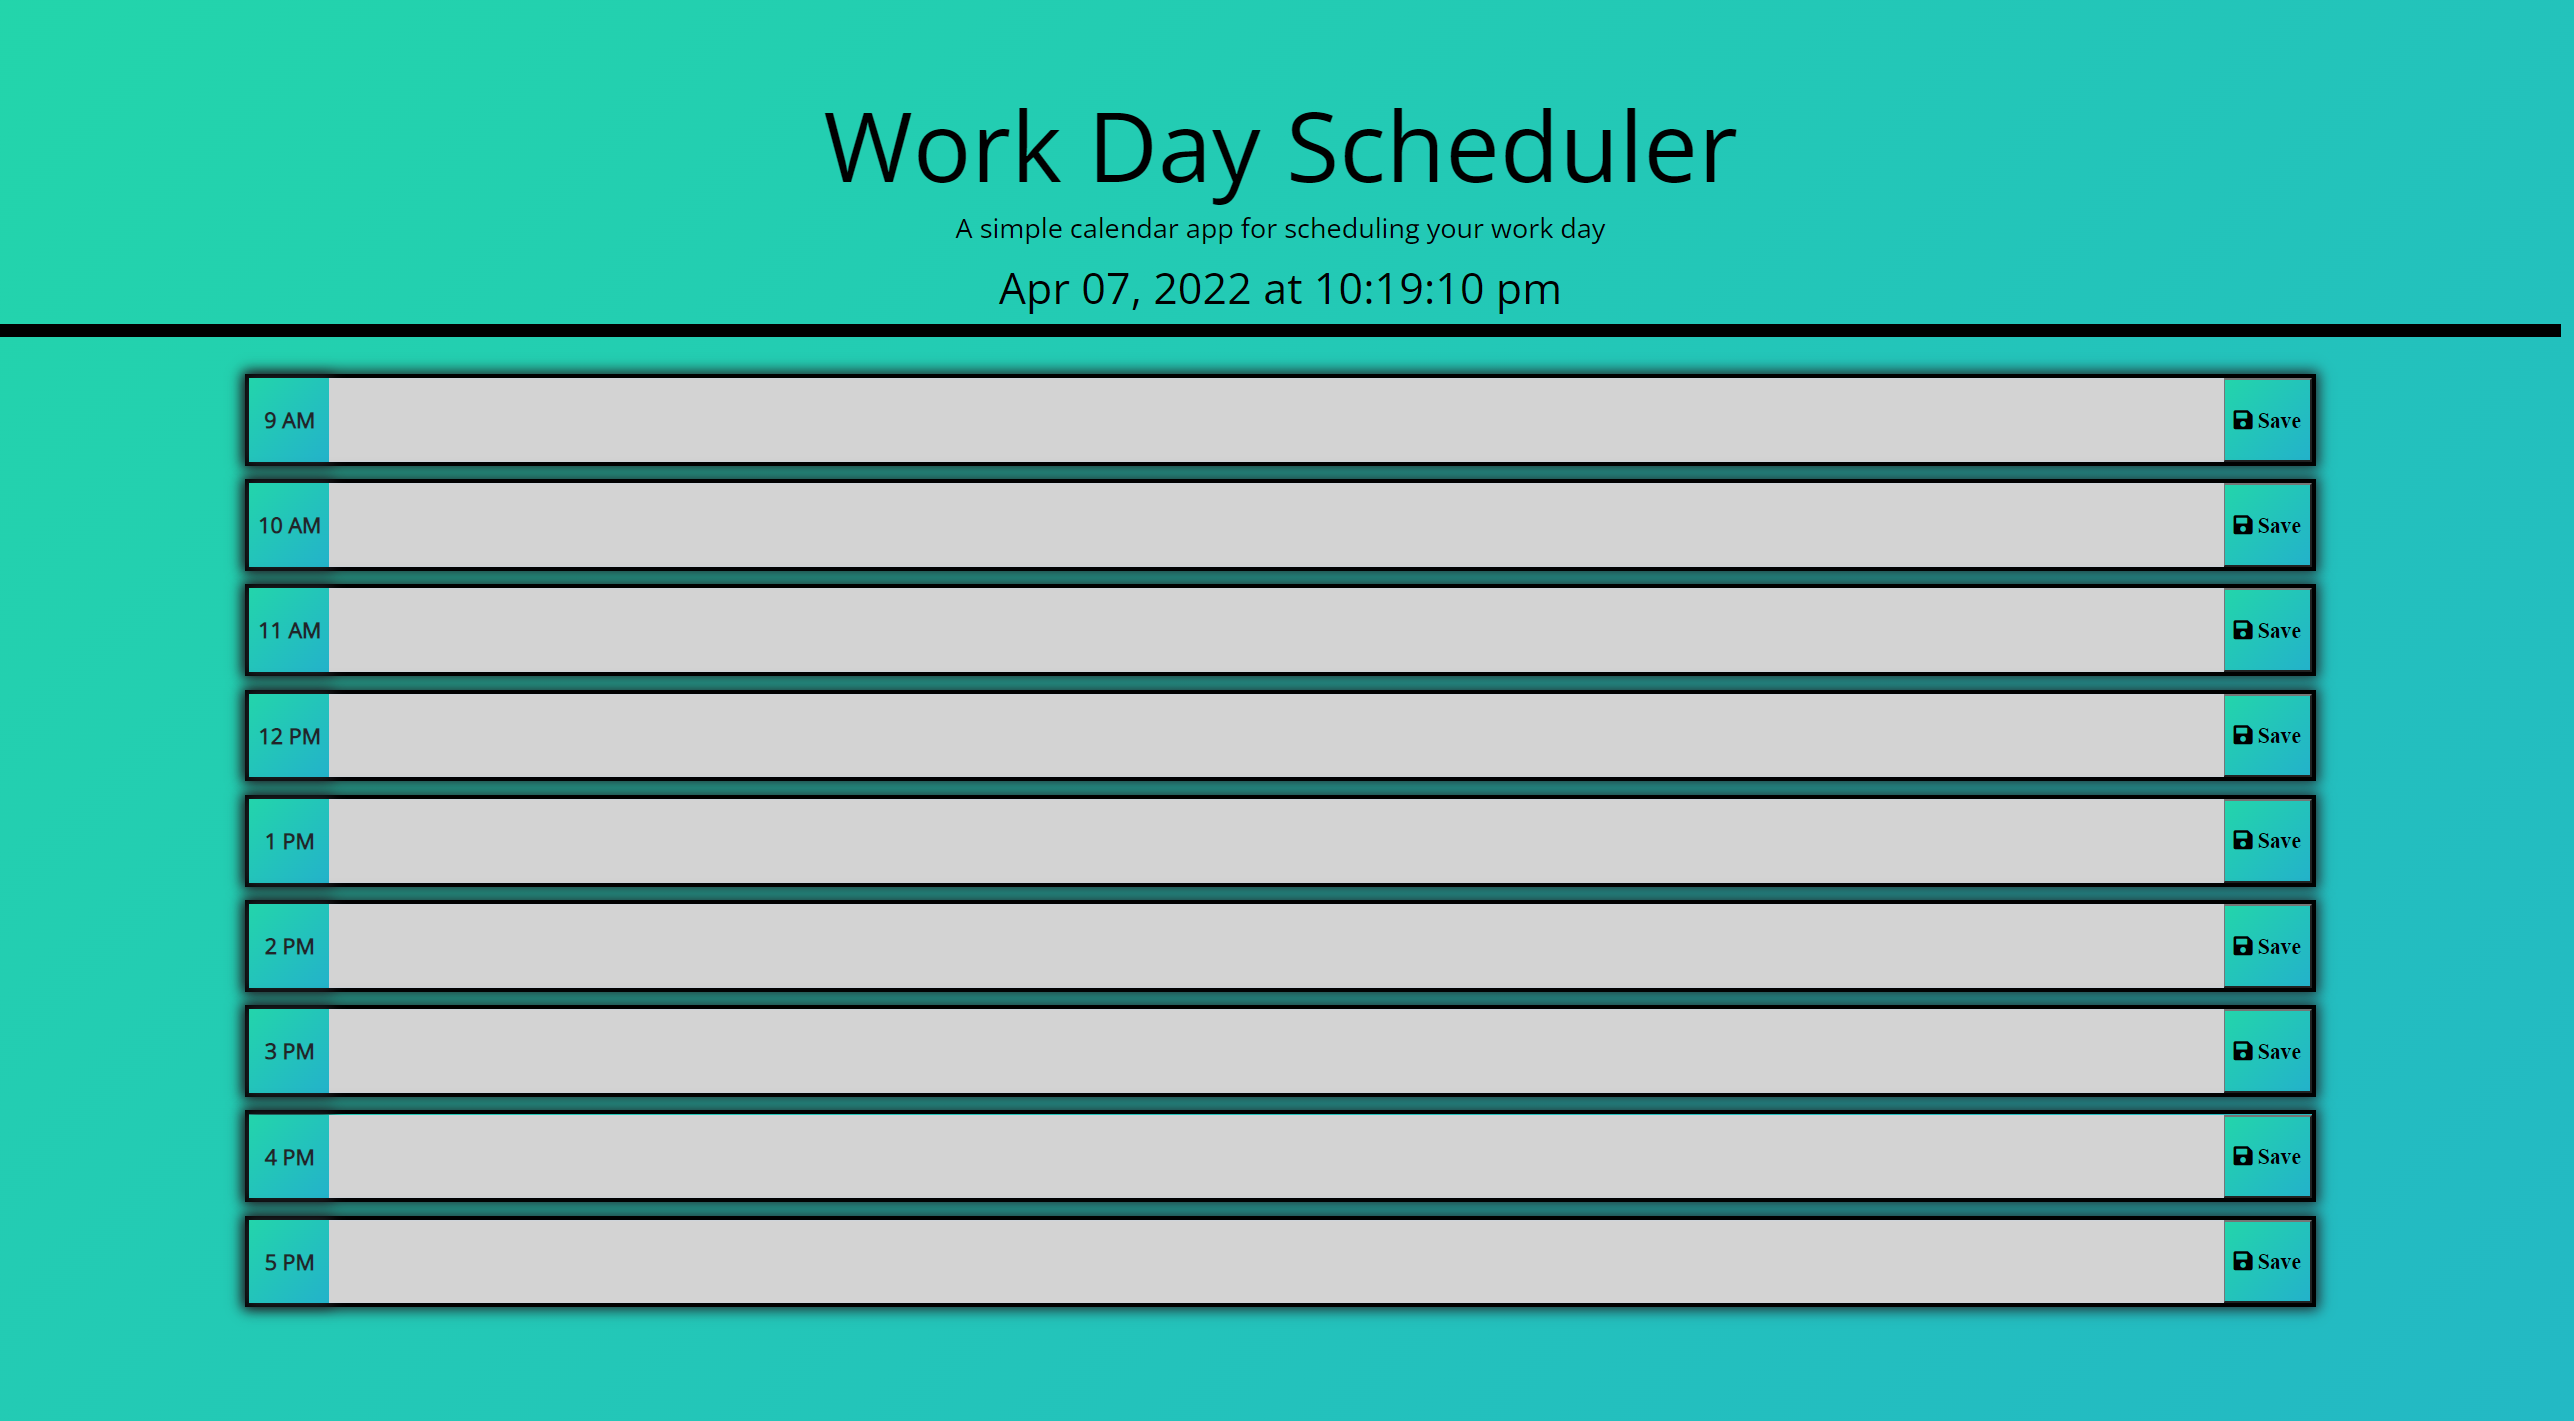 Work Day Scheduler
A simple calendar app for scheduling your work day
Apr 07, 2022 at 10:19:10 pm
9 AM Save
10 AM Save
11 AM Save
12 PM Save
1 PM Save
2 PM Save
3 PM Save
4 PM Save
5 PM Save